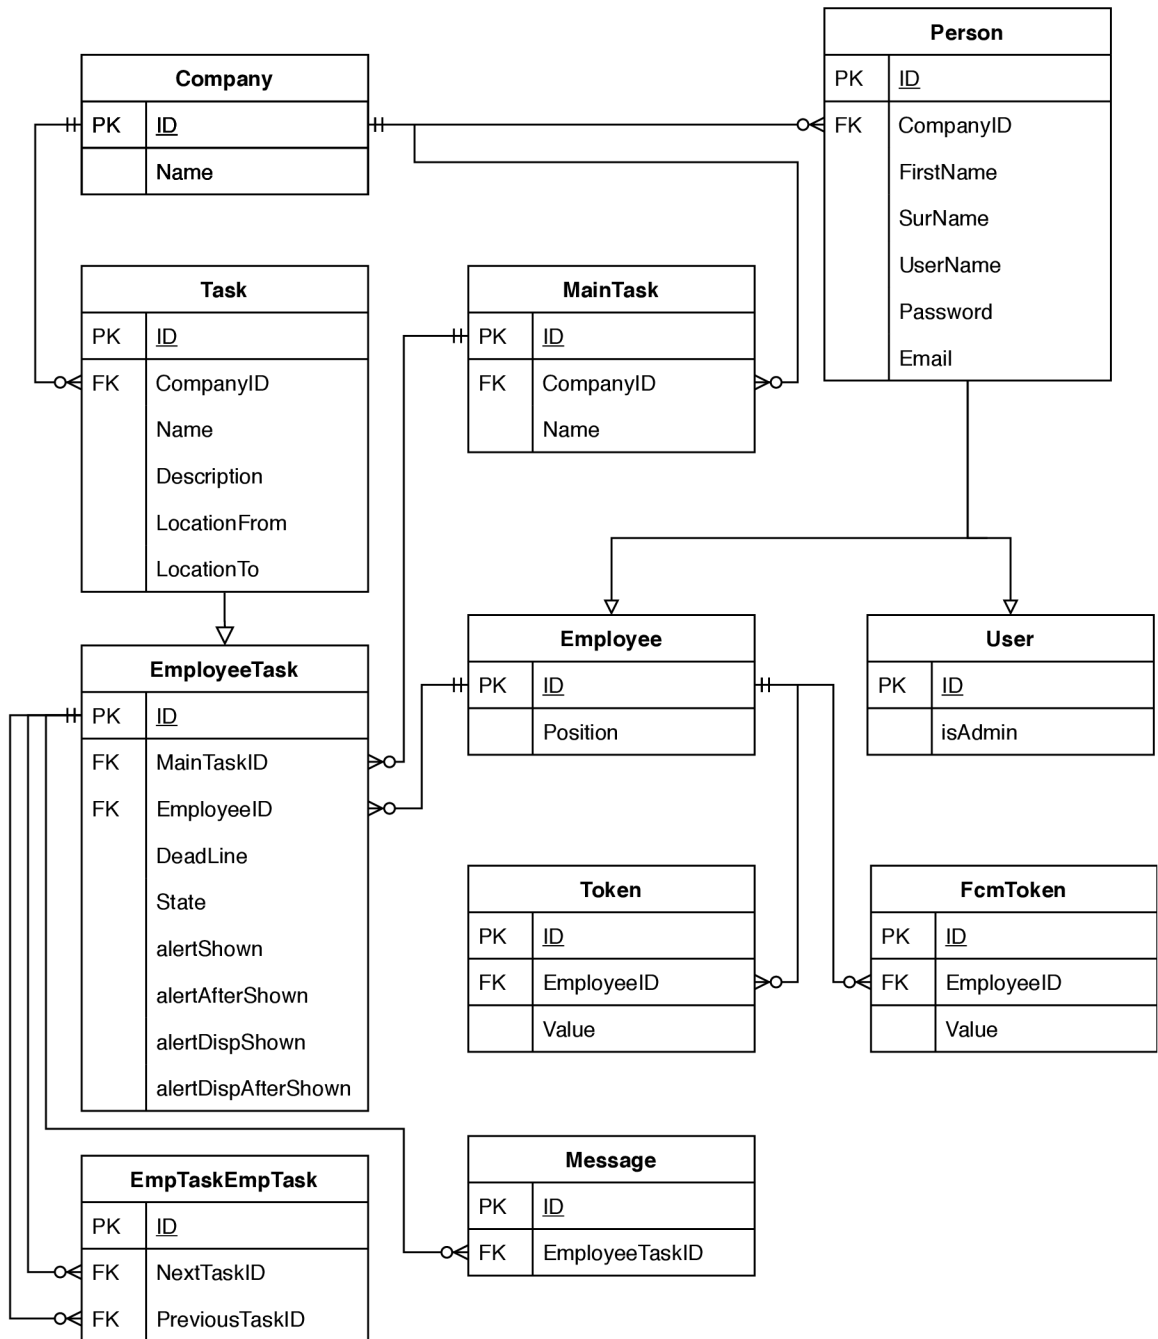 Person
PK ID
FK CompanyID
FirstName
SurName
UserName
Password
Email
Company
PK ID
Name
Task
PK ID
FK CompanyID
Name
Description
LocationFrom
LocationTo
MainTask
PK ID
FK CompanyID
Name
EmployeeTask
PK ID
FK MainTaskID
FK EmployeeID
DeadLine
State
alertShown
alertAfterShown
alertDispShown
alertDispAfterShown
Employee
PK ID
Position
User
PK ID
isAdmin
Token
PK ID
FK EmployeeID
Value
FcmToken
PK ID
FK EmployeeID
Value
EmpTaskEmpTask
PK ID
FK NextTaskID
FK PreviousTaskID
Message
PK ID
FK EmployeeTaskID